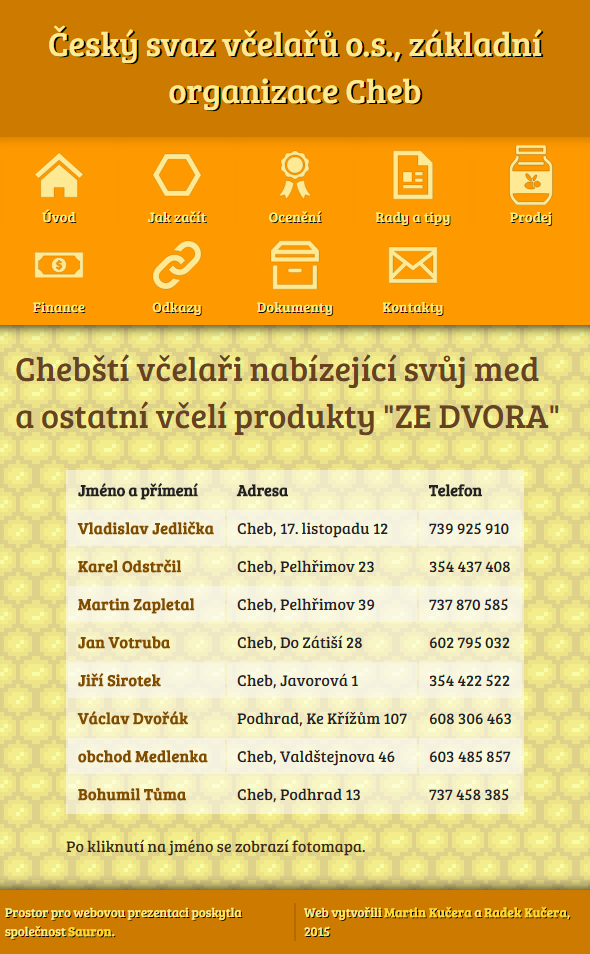 Český svaz včelařů o.s., základní
organizace Cheb
Úvod Jak začít Ocenění Rady a tipy Prodej
Finance Odkazy Dokumenty Kontakty
Chebští včelaři nabízející svůj med
a ostatní včelí produkty "ZE DVORA"
Jméno a přímení Adresa Telefon
Vladislav Jedlička Cheb, 17. listopadu 12 739 925 910
Karel Odstrčil Cheb, Pelhřimov 23 354 437 408
Martin Zapletal Cheb, Pelhřimov 39 737 870 585
Jan Votruba Cheb, Do Zátiší 28 602 795 032
Jiří Sirotek Cheb, Javorová 1 354 422 522
Václav Dvořák Podhrad, Ke Křížům 107 608 306 463
obchod Medlenka Cheb, Valdštejnova 46 603 485 857
Bohumil Tůma Cheb, Podhrad 13 737 458 385
Po kliknutí na jméno se zobrazí fotomapa.
Prostor pro webovou prezentaci poskytla
společnost Sauron.
Web vytvořili Martin Kučera a Radek Kučera,
2015